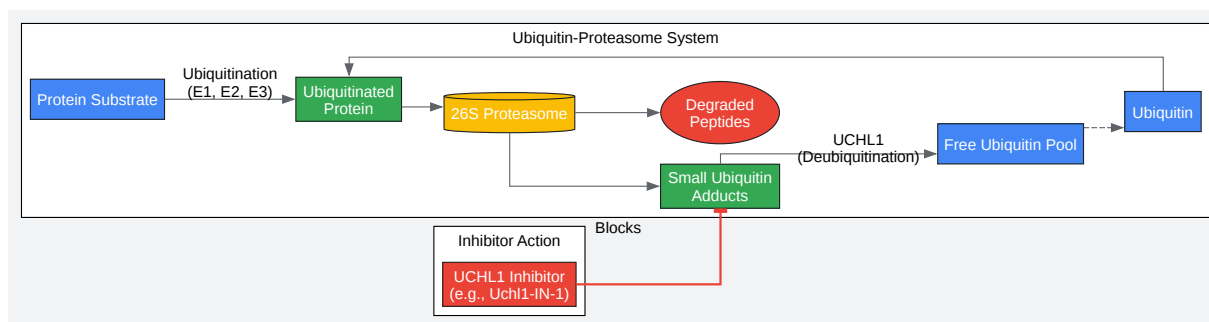 Ubiquitin-Proteasome System
Protein Substrate
Ubiquitination
(E1, E2, E3)
Ubiquitinated
Protein
26S Proteasome
Degraded
Peptides
Small Ubiquitin
Adducts
UCHL1
(Deubiquitination)
Free Ubiquitin Pool
Ubiquitin
Blocks
Inhibitor Action
UCHL1 Inhibitor
(e.g., Uchl1-IN-1)